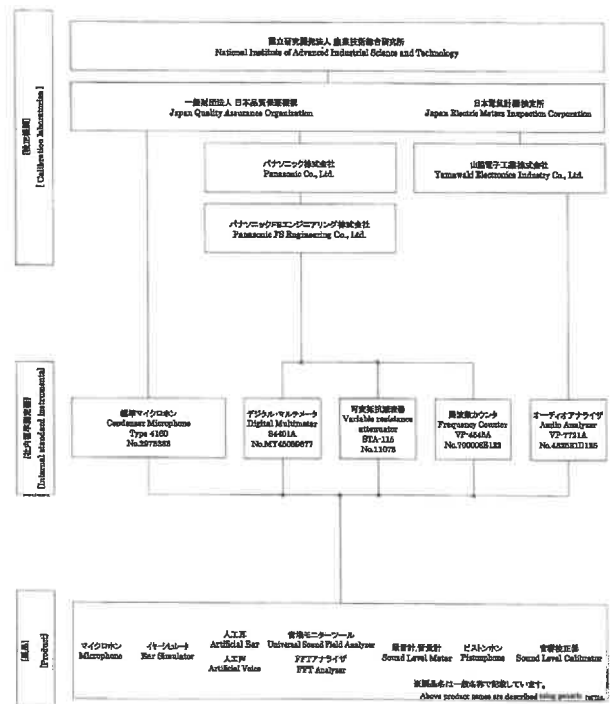 国立研究開発法人 産業技術総合研究所
National Institute of Advanced Industrial Science and Technology
一般財団法人 日本品質保証機構
Japan Quality Assurance Organization
日本電気計器検定所
Japan Electric Meters Inspection Corporation
[校正機関]
[Calibration laboratories]
パナソニック株式会社
Panasonic Co., Ltd.
山脇電子工業株式会社
Yamawaki Electronics Industry Co., Ltd.
パナソニックFSエンジニアリング株式会社
Panasonic FS Engineering Co., Ltd.
[社内標準測定器]
[Internal standard instrumental]
標準マイクロホン
Condenser Microphone
Type 4160
デジタル・マルチメータ
Digital Multimeter
34401A
可変抵抗減衰器
Variable resistance
attenuator
STA-115
No.11075
周波数カウンタ
Frequency Counter
VP-4545A
オーディオアナライザ
Audio Analyzer
VP-7721A
[製品]
[Product]
マイクロホン
Microphone
イヤーシミュレータ
Ear Simulator
人工耳
Artificial Ear
人工声
Artificial Voice
音場モニターツール
Universal Sound Field Analyzer
FFTアナライザ
FFT Analyzer
騒音計,音量計
Sound Level Meter
ピストンホン
Pistonphone
音響校正器
Sound Level Calibrator
※製品名は一般名称で記載しています。
Above product names are described using generic terms.